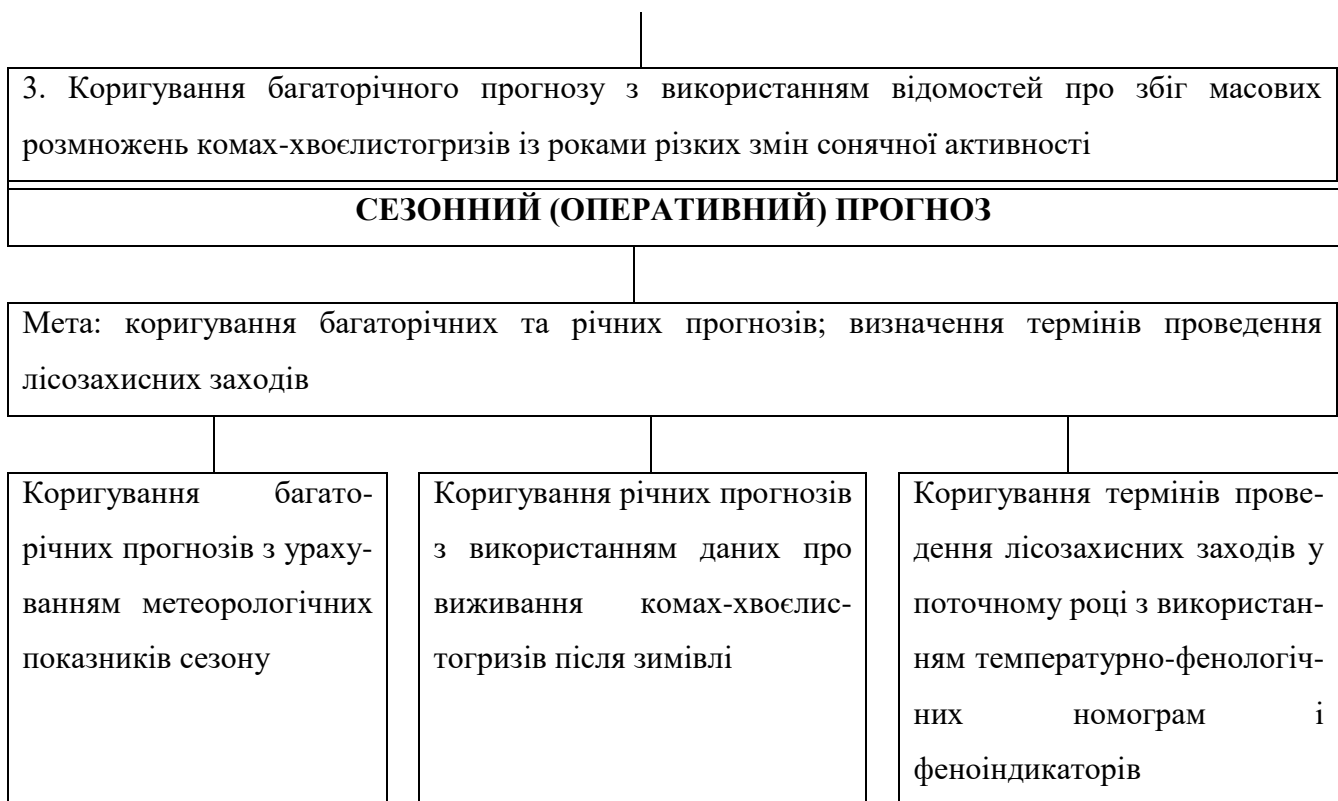 3. Коригування багаторічного прогнозу з використанням відомостей про збіг масових
розмножень комах-хвоєлистогризів із роками різких змін сонячної активності
СЕЗОННИЙ (ОПЕРАТИВНИЙ) ПРОГНОЗ
Мета: коригування багаторічних та річних прогнозів; визначення термінів проведення
лісозахисних заходів
Коригування багато-
річних прогнозів з ураху-
ванням метеорологічних
показників сезону
Коригування річних прогнозів
з використанням даних про
виживання комах-хвоєлис-
тогризів після зимівлі
Коригування термінів прове-
дення лісозахисних заходів у
поточному році з використан-
ням температурно-фенологіч-
них номограм і
феноіндикаторів